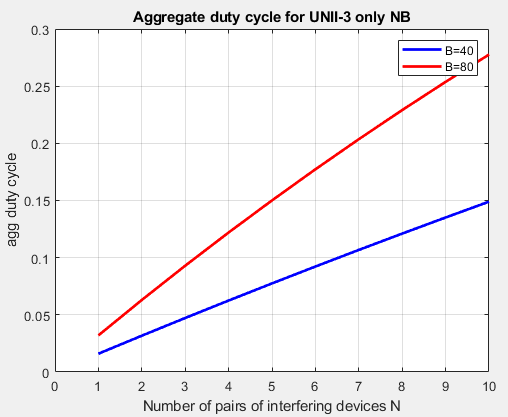 Aggregate duty cycle for UNII-3 only NB
0.3
0.25
0.2
0.15
0.1
0.05
0
agg duty cycle
B=40
B=80
0 1 2 3 4 5 6 7 8 9 10
Number of pairs of interfering devices N